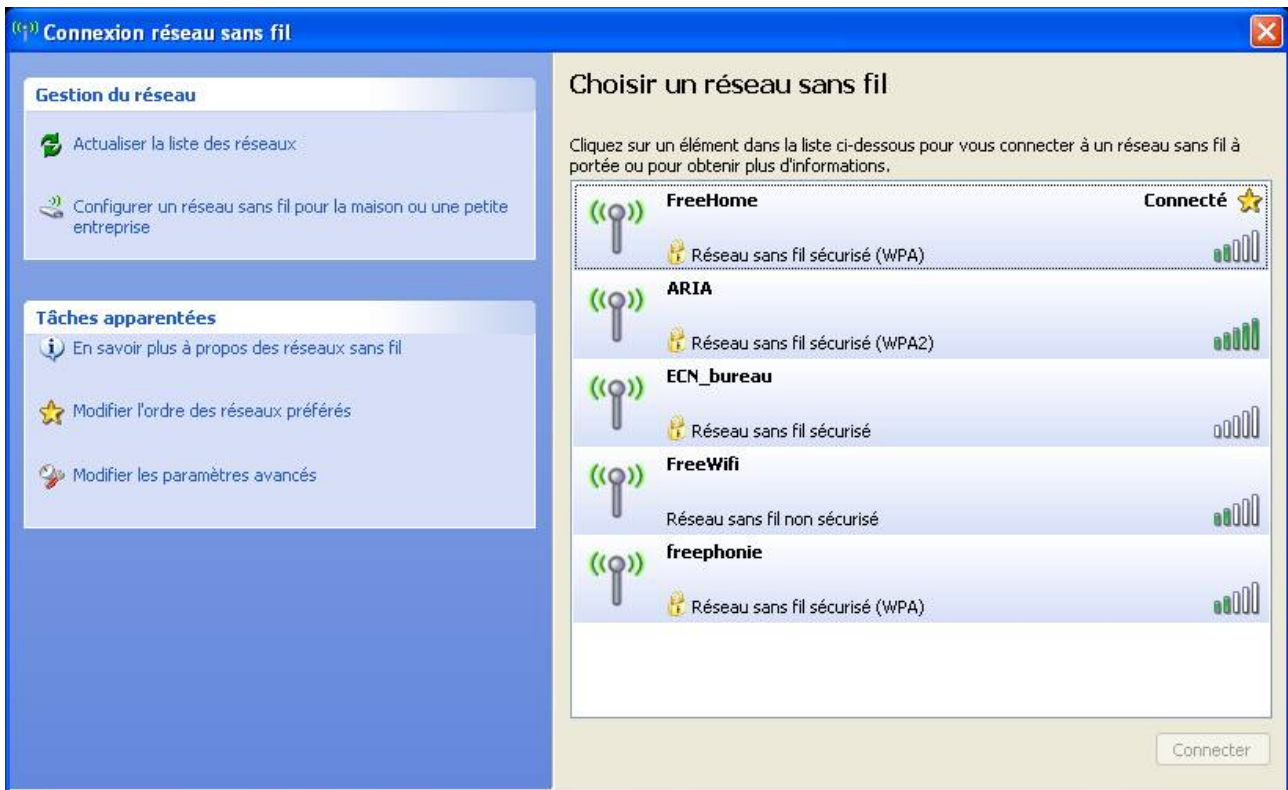 Connexion réseau sans fil
Gestion du réseau
Actualiser la liste des réseaux
Configurer un réseau sans fil pour la maison ou une petite
entreprise
Tâches apparentées
En savoir plus à propos des réseaux sans fil
Modifier l'ordre des réseaux préférés
Modifier les paramètres avancés
Choisir un réseau sans fil
Cliquez sur un élément dans la liste ci-dessous pour vous connecter à un réseau sans fil à
portée ou pour obtenir plus d'informations.
FreeHome Connecté
Réseau sans fil sécurisé (WPA)
ARIA
Réseau sans fil sécurisé (WPA2)
ECN_bureau
Réseau sans fil sécurisé
FreeWifi
Réseau sans fil non sécurisé
freephonie
Réseau sans fil sécurisé (WPA)
Connecter